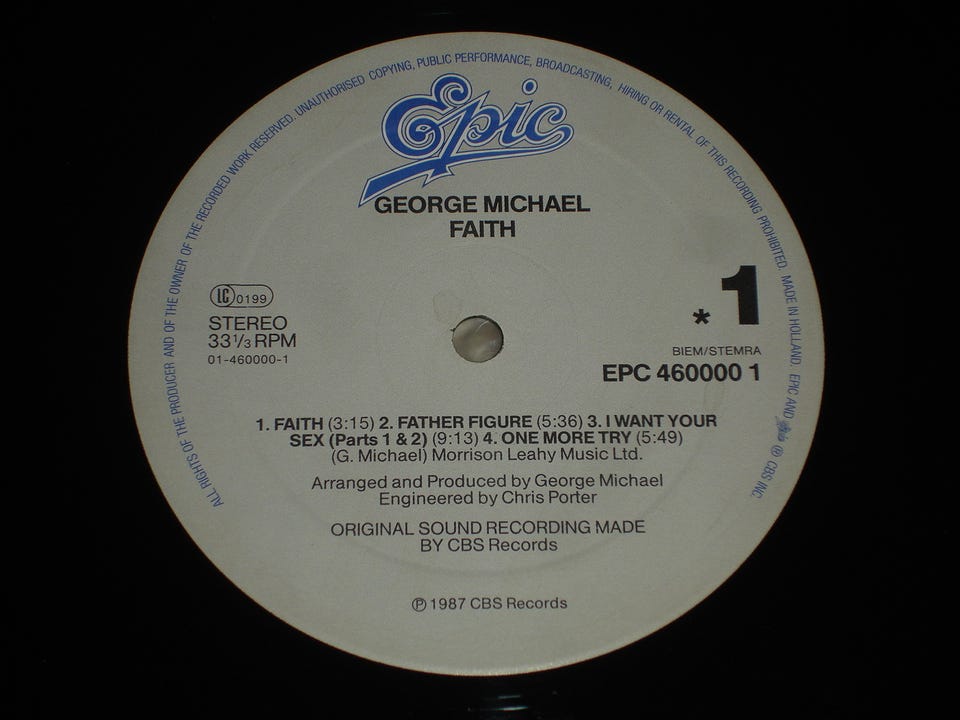 ALL RIGHTS OF THE PRODUCER AND OF THE OWNER OF THE RECORDED WORK RESERVED. UNAUTHORISED COPYING, PUBLIC PERFORMANCE, BROADCASTING, HIRING OR RENTAL OF THIS RECORDING PROHIBITED. MADE IN HOLLAND. EPIC AND Epic ® CBS INC.
Epic
GEORGE MICHAEL
FAITH
LC 0199
STEREO
33 1/3 RPM
01-460000-1
* 1
BIEM/STEMRA
EPC 460000 1
1. FAITH (3:15) 2. FATHER FIGURE (5:36) 3. I WANT YOUR
SEX (Parts 1 & 2) (9:13) 4. ONE MORE TRY (5:49)
(G. Michael) Morrison Leahy Music Ltd.
Arranged and Produced by George Michael
Engineered by Chris Porter
ORIGINAL SOUND RECORDING MADE
BY CBS Records
℗ 1987 CBS Records